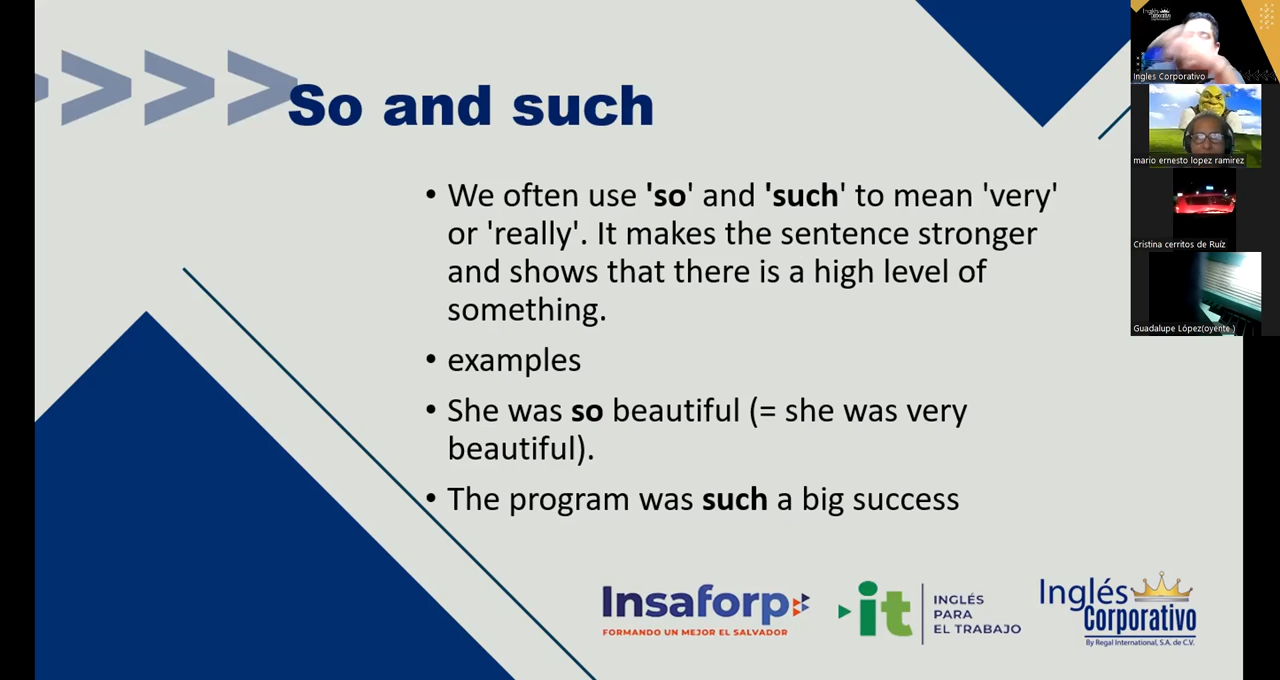 So and such
• We often use 'so' and 'such' to mean 'very'
or 'really'. It makes the sentence stronger
and shows that there is a high level of
something.
• examples
• She was so beautiful (= she was very
beautiful).
• The program was such a big success
Insaforp
FORMANDO UN MEJOR EL SALVADOR
it
INGLÉS
PARA
EL TRABAJO
Inglés
Corporativo
By Regal International, S.A. de C.V.
Inglés
Corporativo
Ingles Corporativo
mario ernesto lopez ramirez
Cristina cerritos de Ruíz
Guadalupe López(oyente )